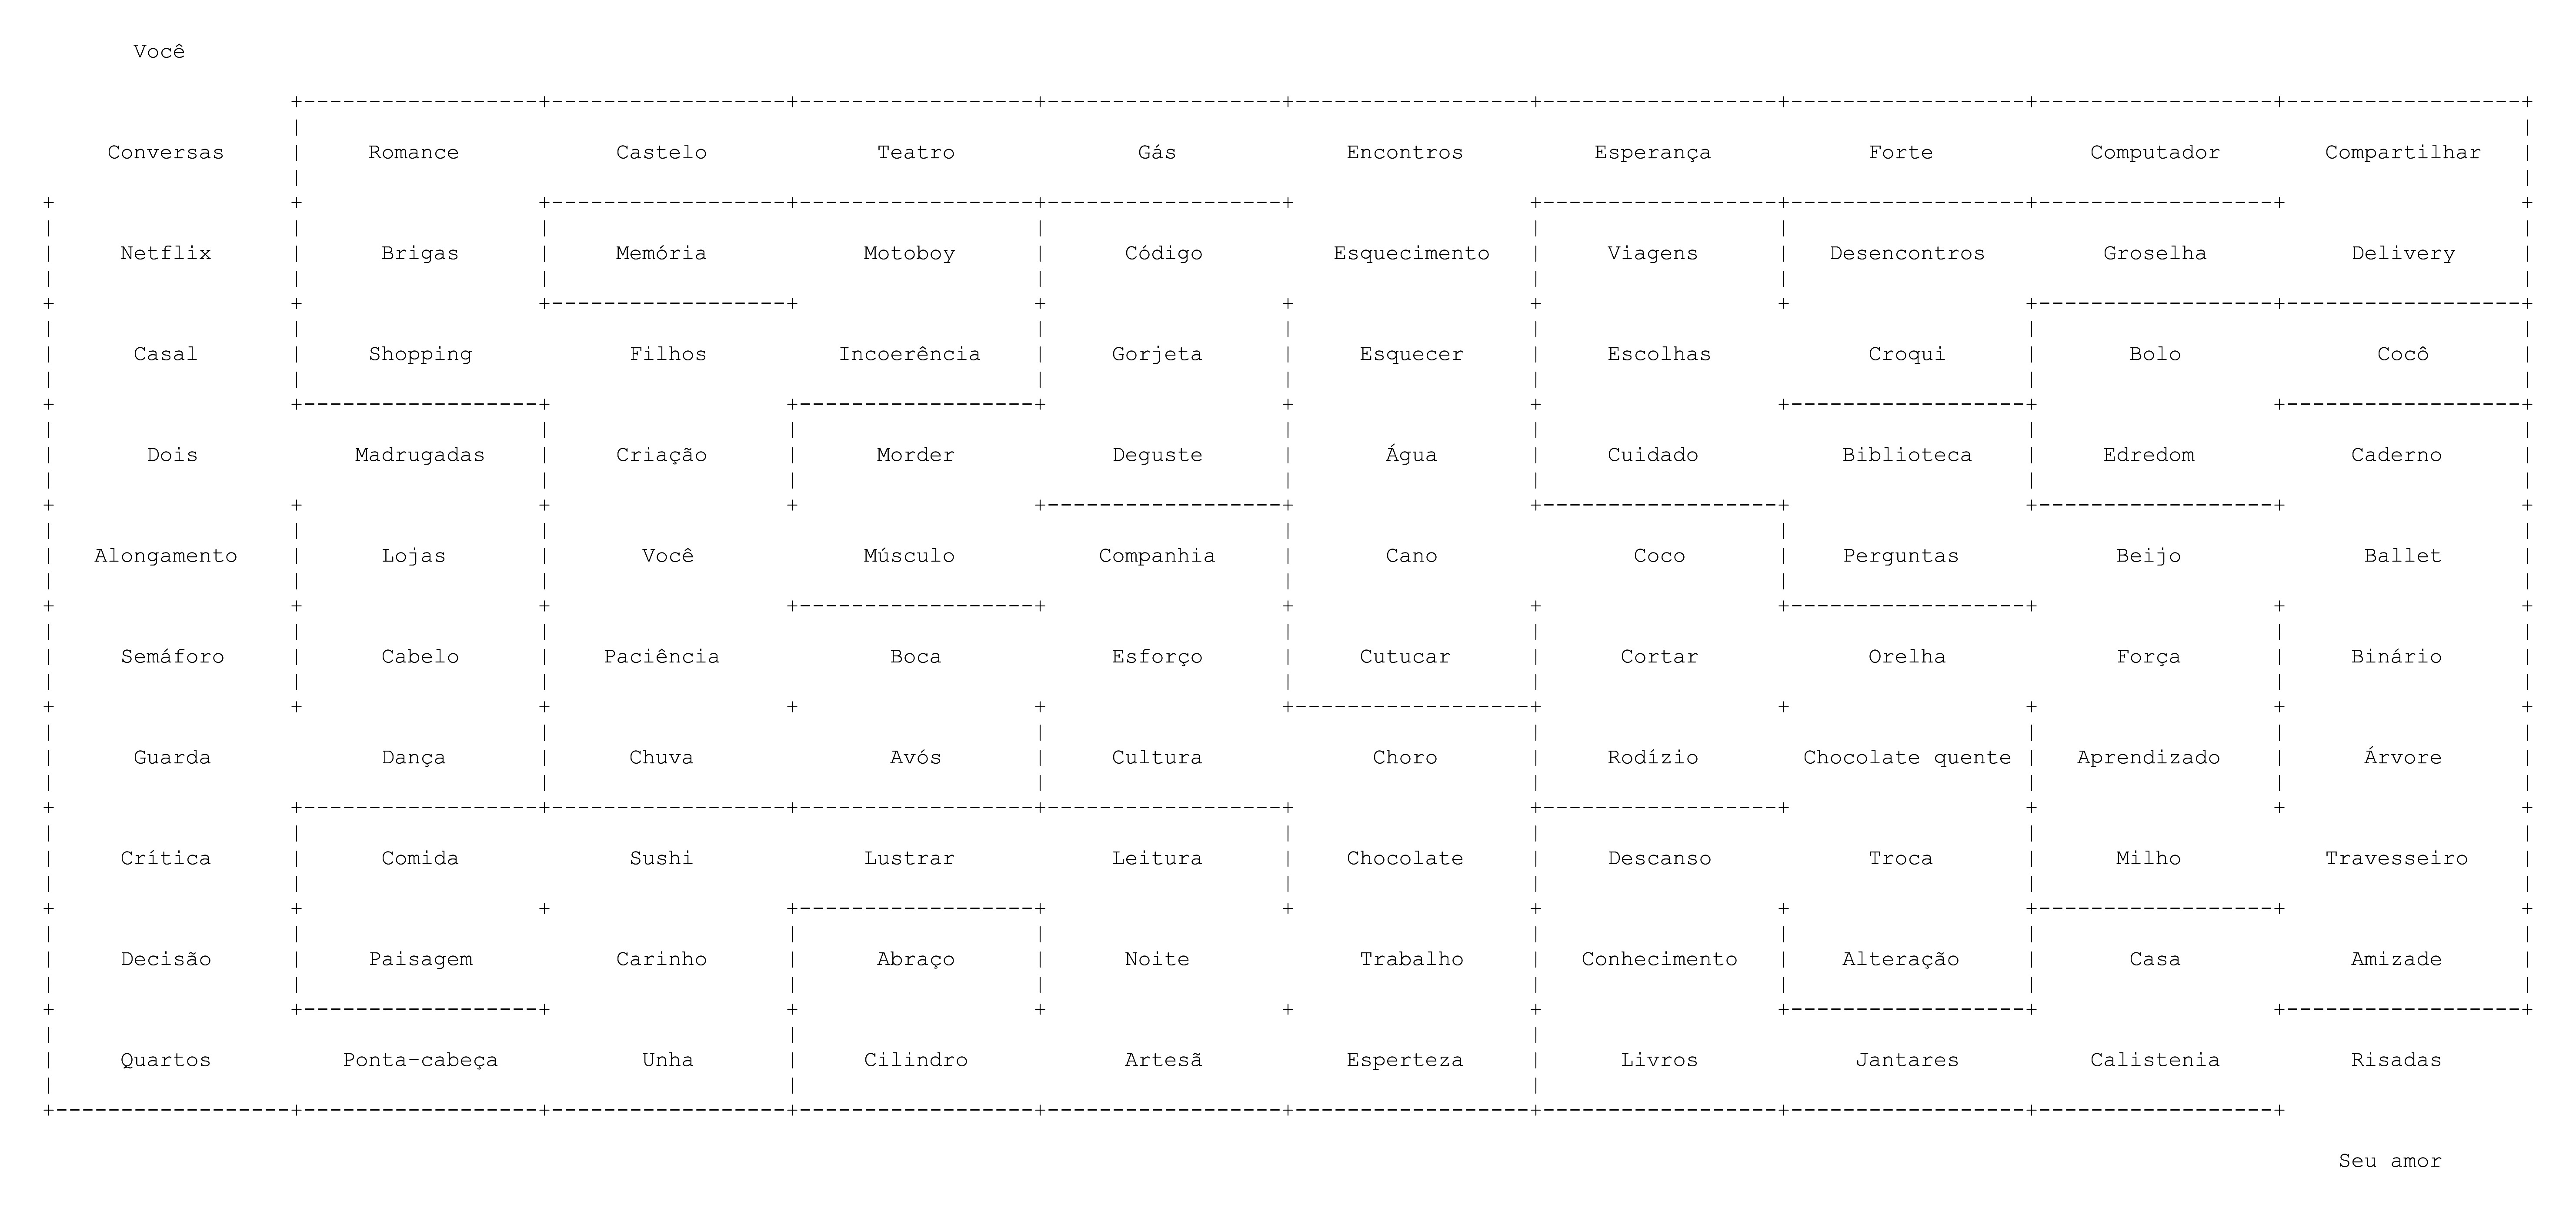 Você
Conversas Romance Castelo Teatro Gás Encontros Esperança Forte Computador Compartilhar
Netflix Brigas Memória Motoboy Código Esquecimento Viagens Desencontros Groselha Delivery
Casal Shopping Filhos Incoerência Gorjeta Esquecer Escolhas Croqui Bolo Cocô
Dois Madrugadas Criação Morder Deguste Água Cuidado Biblioteca Edredom Caderno
Alongamento Lojas Você Músculo Companhia Cano Coco Perguntas Beijo Ballet
Semáforo Cabelo Paciência Boca Esforço Cutucar Cortar Orelha Força Binário
Guarda Dança Chuva Avós Cultura Choro Rodízio Chocolate quente Aprendizado Árvore
Crítica Comida Sushi Lustrar Leitura Chocolate Descanso Troca Milho Travesseiro
Decisão Paisagem Carinho Abraço Noite Trabalho Conhecimento Alteração Casa Amizade
Quartos Ponta-cabeça Unha Cilindro Artesã Esperteza Livros Jantares Calistenia Risadas
Seu amor